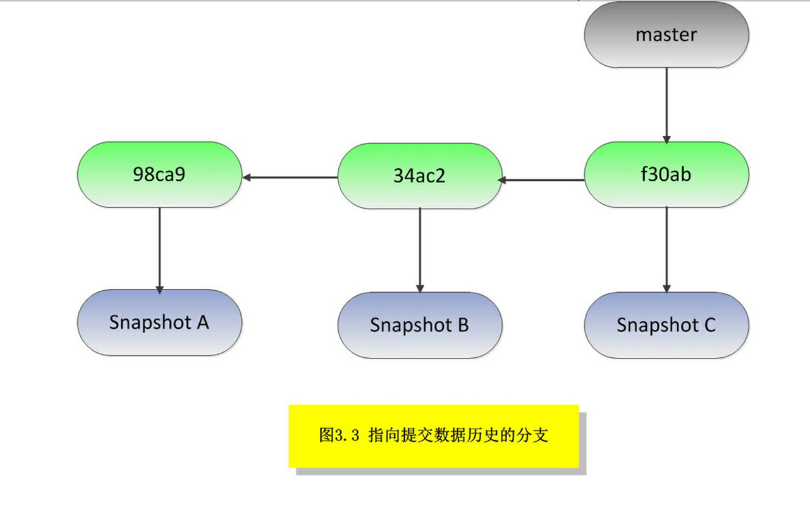 master
98ca9
34ac2
f30ab
Snapshot A
Snapshot B
Snapshot C
图3.3 指向提交数据历史的分支